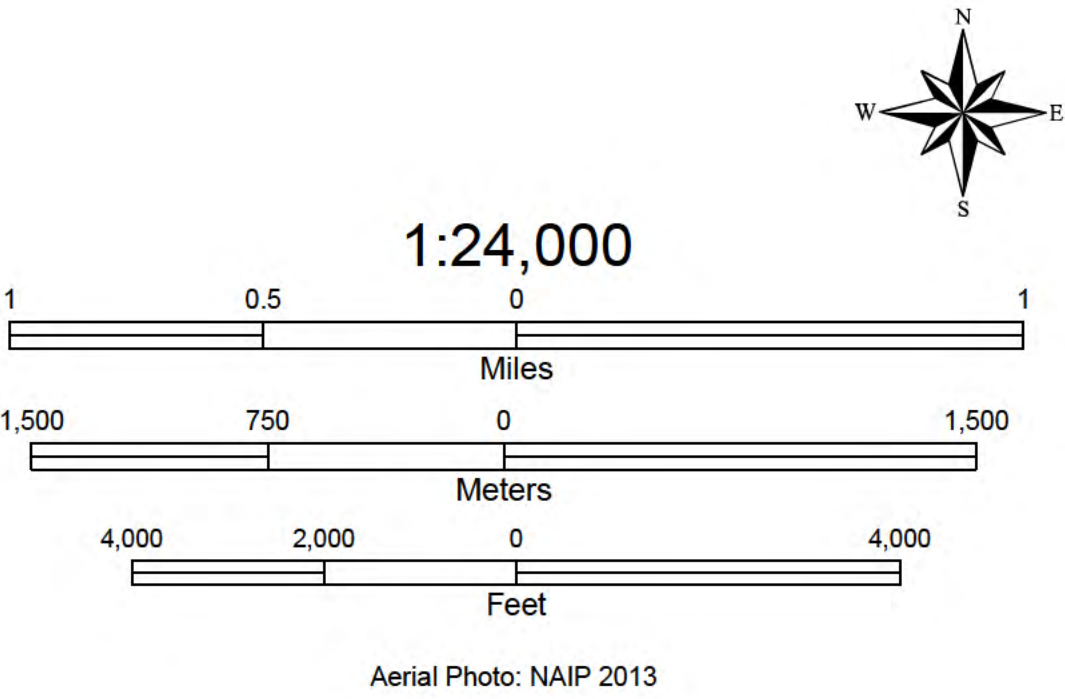 N
W E
S
1:24,000
1 0.5 0 1
Miles
1,500 750 0 1,500
Meters
4,000 2,000 0 4,000
Feet
Aerial Photo: NAIP 2013